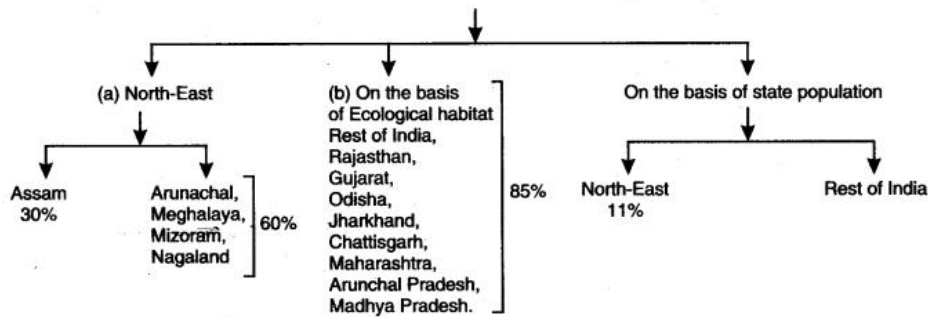 (a) North-East
Assam
30%
Arunachal,
Meghalaya,
Mizoram,
Nagaland
60%
(b) On the basis
of Ecological habitat
Rest of India,
Rajasthan,
Gujarat,
Odisha,
Jharkhand,
Chattisgarh,
Maharashtra,
Arunchal Pradesh,
Madhya Pradesh.
85%
On the basis of state population
North-East
11%
Rest of India